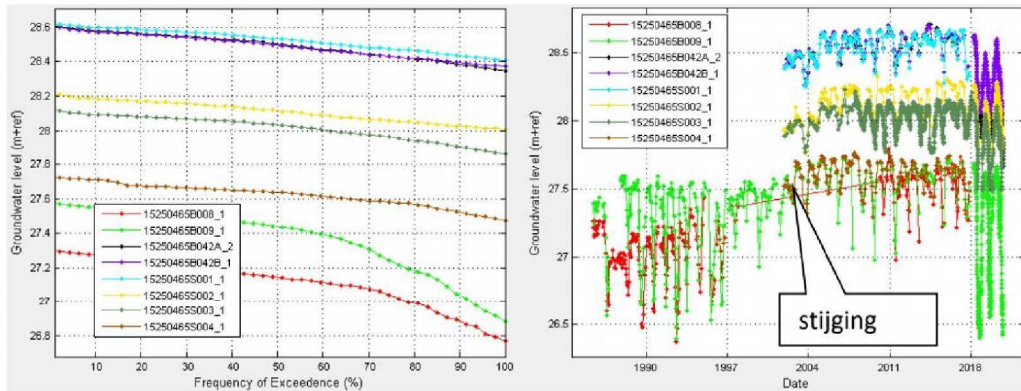 Groundwater level (m+ref)
28.6
28.4
28.2
28
27.8
27.6
27.4
27.2
27
26.8
15250465B008_1
15250465B009_1
15250465B042A_2
15250465B042B_1
15250465S001_1
15250465S002_1
15250465S003_1
15250465S004_1
0 10 20 30 40 50 60 70 80 90 100
Frequency of Exceedence (%)
Groundwater level (m+ref)
28.5
28
27.5
27
26.5
15250465B008_1
15250465B009_1
15250465B042A_2
15250465B042B_1
15250465S001_1
15250465S002_1
15250465S003_1
15250465S004_1
stijging
1990 1997 2004 2011 2018
Date